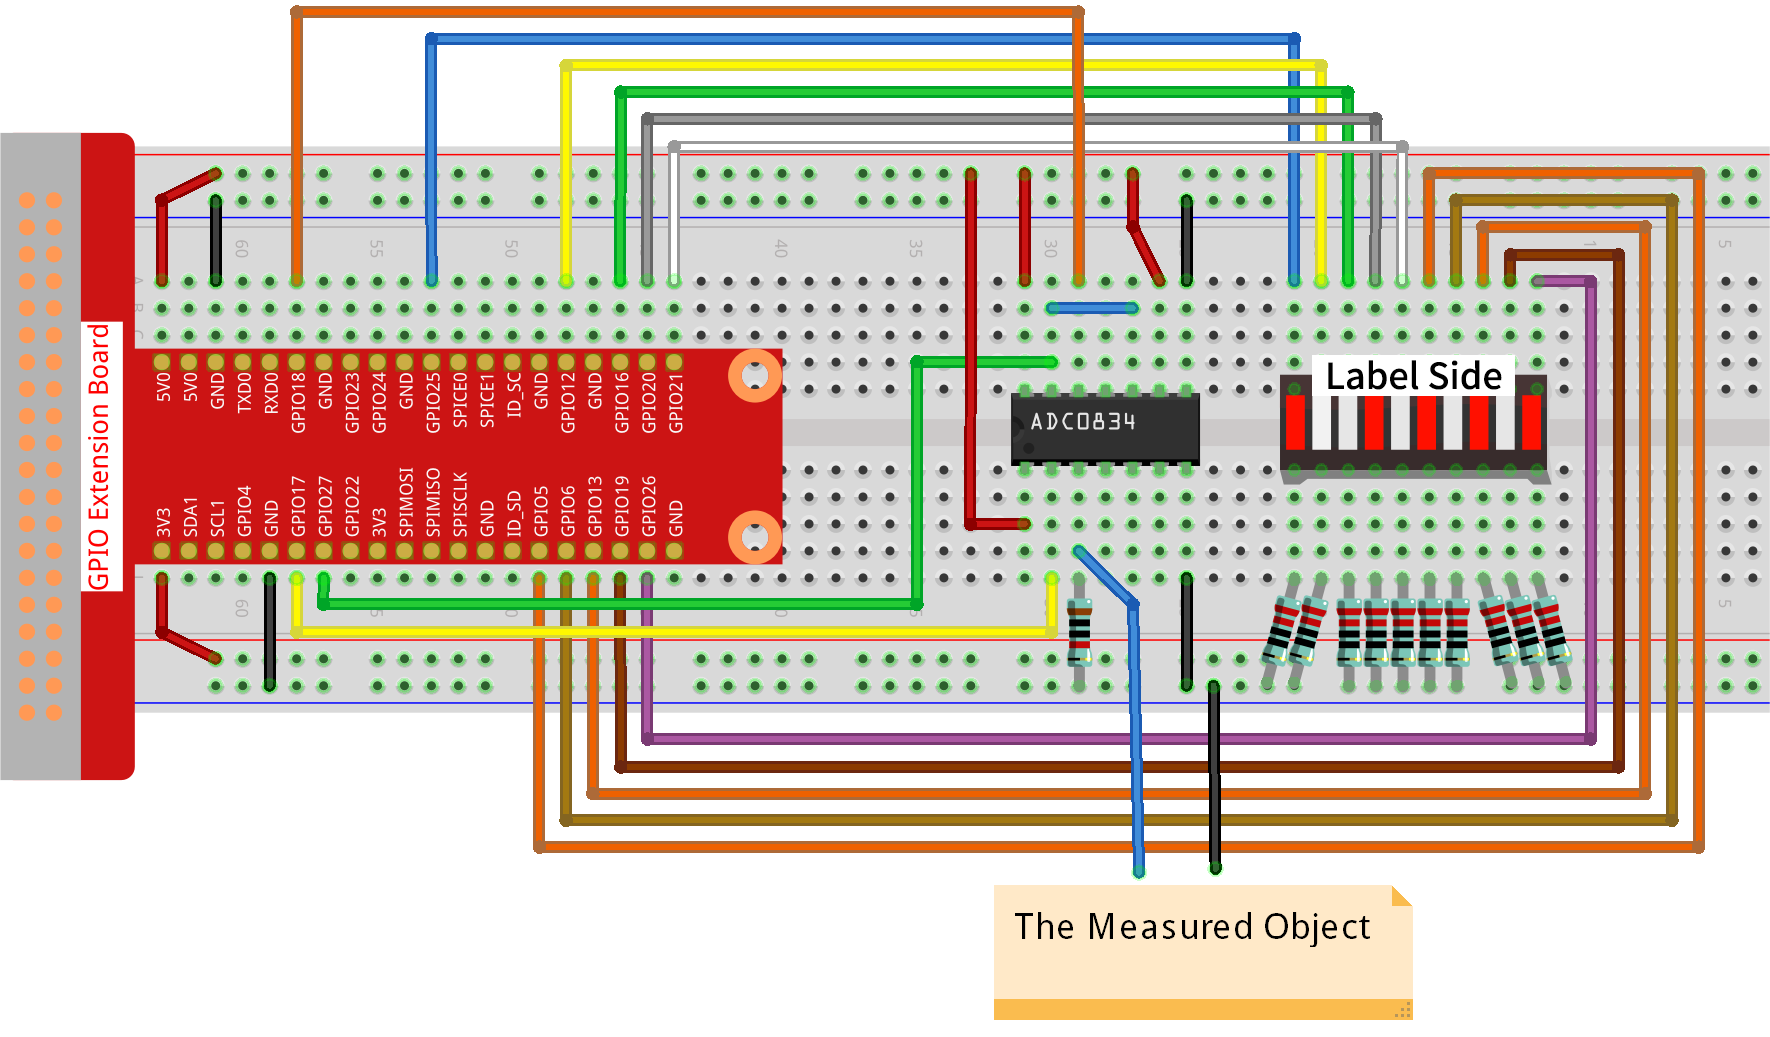 60
55
50
40
35
30
1
5
A
B
C
GPIO Extension Board
5V0
5V0
GND
TXD0
RXD0
GPIO18
GND
GPIO23
GPIO24
GND
GPIO25
SPICE0
SPICE1
ID_SC
GND
GPIO12
GND
GPIO16
GPIO20
GPIO21
ADC0834
Label Side
3V3
SDA1
SCL1
GPIO4
GND
GPIO17
GPIO27
GPIO22
3V3
SPIMOSI
SPIMISO
SPISCLK
GND
ID_SD
GPIO5
GPIO6
GPIO13
GPIO19
GPIO26
GND
60
5
The Measured Object